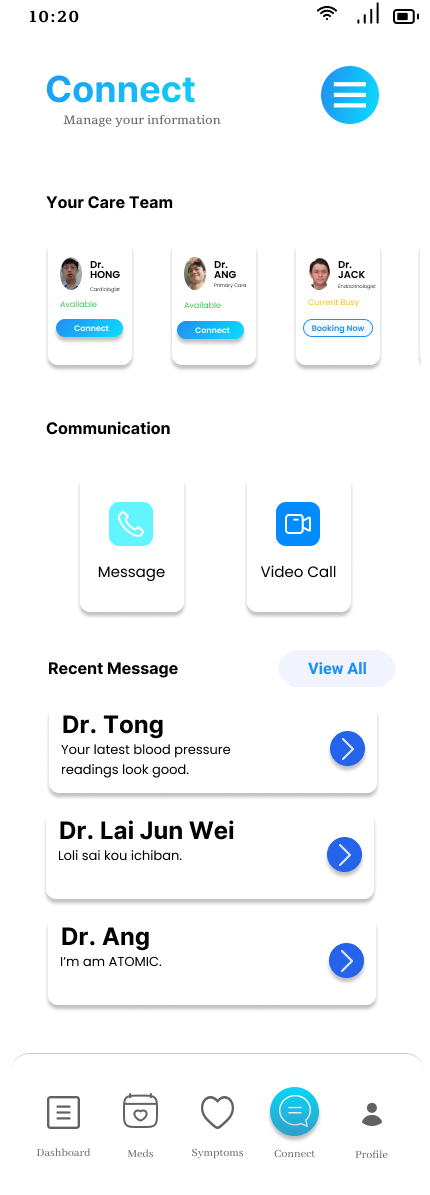 10:20
Connect
Manage your information
Your Care Team
Dr.
HONG
Cardiologist
Available
Connect
Dr.
ANG
Primary Care
Available
Connect
Dr.
JACK
Endocrinologist
Current Busy
Booking Now
Communication
Message
Video Call
Recent Message
View All
Dr. Tong
Your latest blood pressure
readings look good.
Dr. Lai Jun Wei
Loli sai kou ichiban.
Dr. Ang
I'm am ATOMIC.
Dashboard
Meds
Symptoms
Connect
Profile